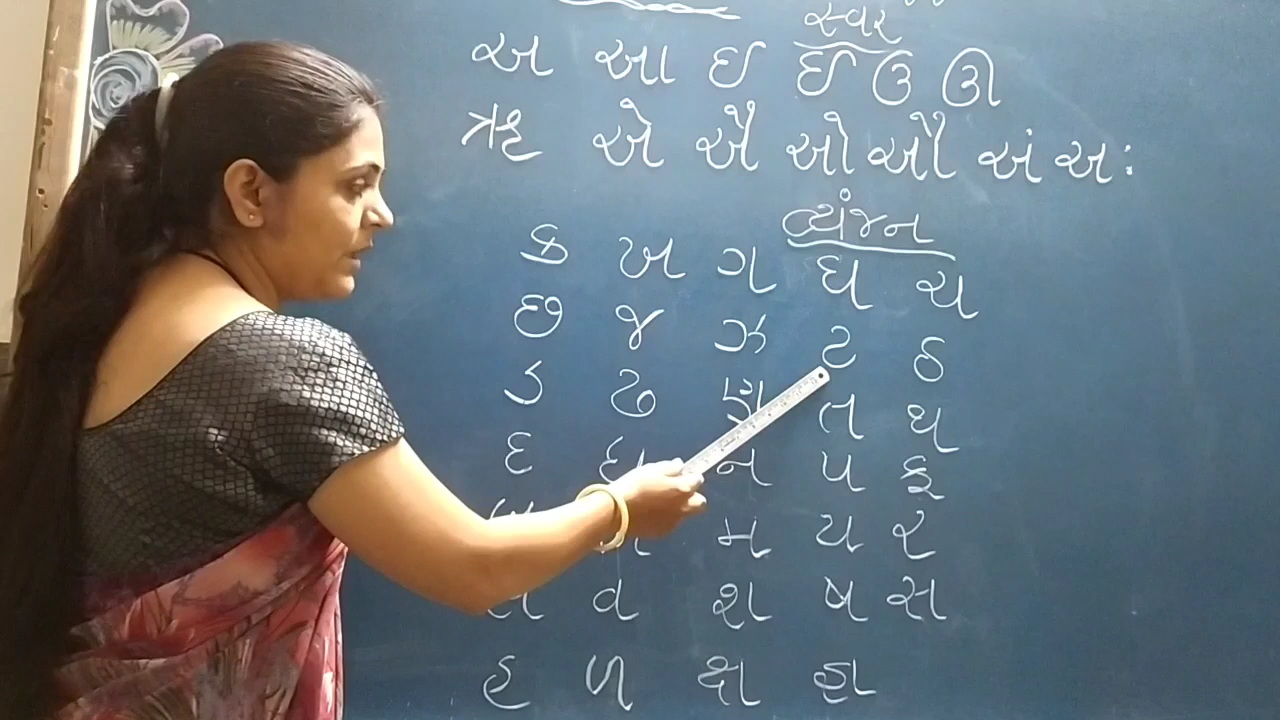 સ્વર
અ આ ઇ ઈ ઉ ઊ
ઋ એ ઐ ઓ ઔ અં અઃ
વ્યંજન
ક ખ ગ ઘ ચ
છ જ ઝ ટ ઠ
ડ ઢ ણ ત થ
દ ધ ન પ ફ
મ ય ર
વ શ ષ સ
હ ળ ક્ષ જ્ઞ